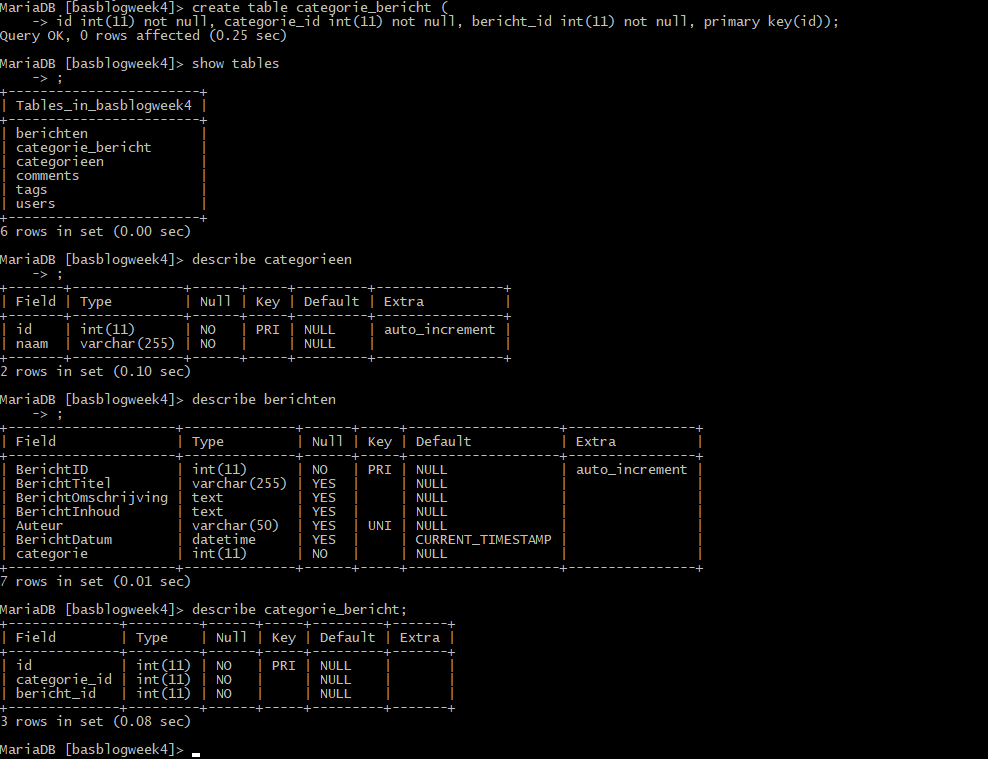 MariaDB [basblogweek4]> create table categorie_bericht (
    -> id int(11) not null, categorie_id int(11) not null, bericht_id int(11) not null, primary key(id));
Query OK, 0 rows affected (0.25 sec)

MariaDB [basblogweek4]> show tables
    -> ;
+------------------------+
| Tables_in_basblogweek4 |
+------------------------+
| berichten              |
| categorie_bericht      |
| categorieen            |
| comments               |
| tags                   |
| users                  |
+------------------------+
6 rows in set (0.00 sec)

MariaDB [basblogweek4]> describe categorieen
    -> ;
+-------+--------------+------+-----+---------+----------------+
| Field | Type         | Null | Key | Default | Extra          |
+-------+--------------+------+-----+---------+----------------+
| id    | int(11)      | NO   | PRI | NULL    | auto_increment |
| naam  | varchar(255) | NO   |     | NULL    |                |
+-------+--------------+------+-----+---------+----------------+
2 rows in set (0.10 sec)

MariaDB [basblogweek4]> describe berichten
    -> ;
+---------------------+--------------+------+-----+-------------------+----------------+
| Field               | Type         | Null | Key | Default           | Extra          |
+---------------------+--------------+------+-----+-------------------+----------------+
| BerichtID           | int(11)      | NO   | PRI | NULL              | auto_increment |
| BerichtTitel        | varchar(255) | YES  |     | NULL              |                |
| BerichtOmschrijving | text         | YES  |     | NULL              |                |
| BerichtInhoud       | text         | YES  |     | NULL              |                |
| Auteur              | varchar(50)  | YES  | UNI | NULL              |                |
| BerichtDatum        | datetime     | YES  |     | CURRENT_TIMESTAMP |                |
| categorie           | int(11)      | NO   |     | NULL              |                |
+---------------------+--------------+------+-----+-------------------+----------------+
7 rows in set (0.01 sec)

MariaDB [basblogweek4]> describe categorie_bericht;
+--------------+---------+------+-----+---------+-------+
| Field        | Type    | Null | Key | Default | Extra |
+--------------+---------+------+-----+---------+-------+
| id           | int(11) | NO   | PRI | NULL    |       |
| categorie_id | int(11) | NO   |     | NULL    |       |
| bericht_id   | int(11) | NO   |     | NULL    |       |
+--------------+---------+------+-----+---------+-------+
3 rows in set (0.08 sec)

MariaDB [basblogweek4]> _